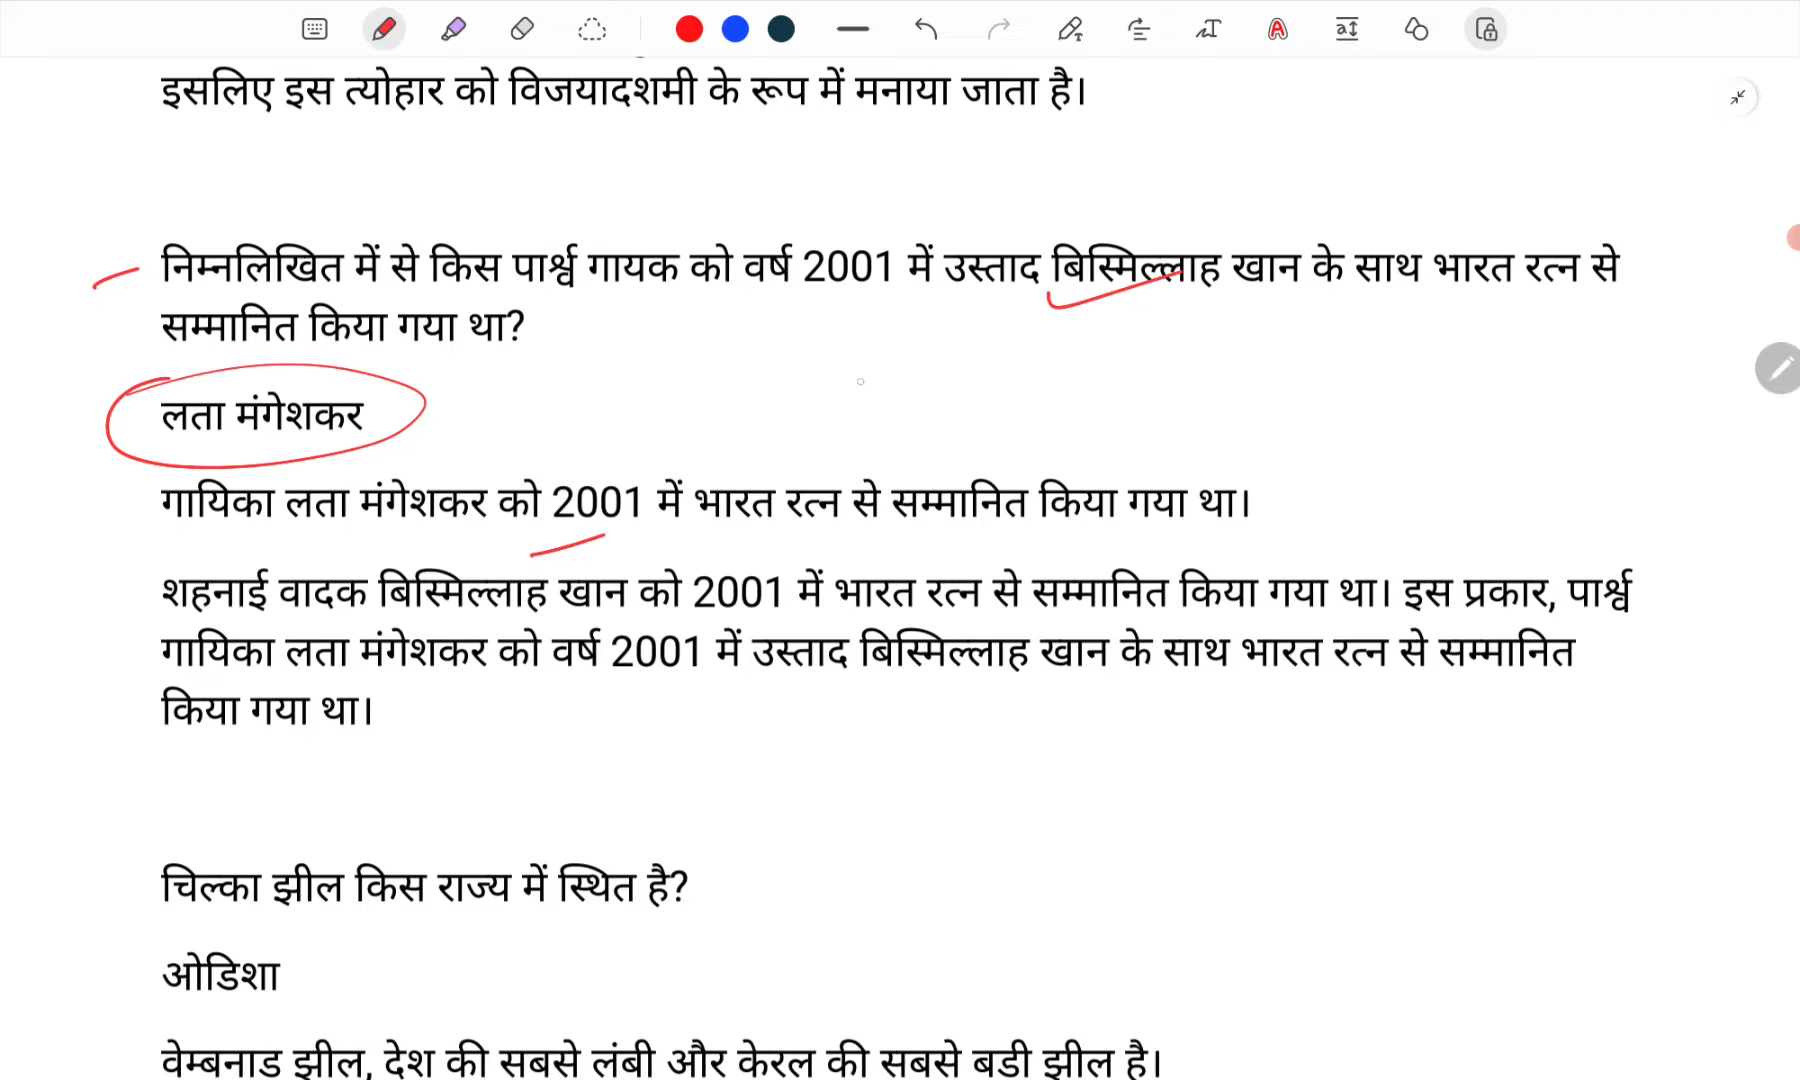 इसलिए इस त्योहार को विजयादशमी के रूप में मनाया जाता है।
निम्नलिखित में से किस पार्श्व गायक को वर्ष 2001 में उस्ताद बिस्मिल्लाह खान के साथ भारत रत्न से
सम्मानित किया गया था?
लता मंगेशकर
गायिका लता मंगेशकर को 2001 में भारत रत्न से सम्मानित किया गया था।
शहनाई वादक बिस्मिल्लाह खान को 2001 में भारत रत्न से सम्मानित किया गया था। इस प्रकार, पार्श्व
गायिका लता मंगेशकर को वर्ष 2001 में उस्ताद बिस्मिल्लाह खान के साथ भारत रत्न से सम्मानित
किया गया था।
चिल्का झील किस राज्य में स्थित है?
ओडिशा
वेम्बनाड झील, देश की सबसे लंबी और केरल की सबसे बडी झील है।